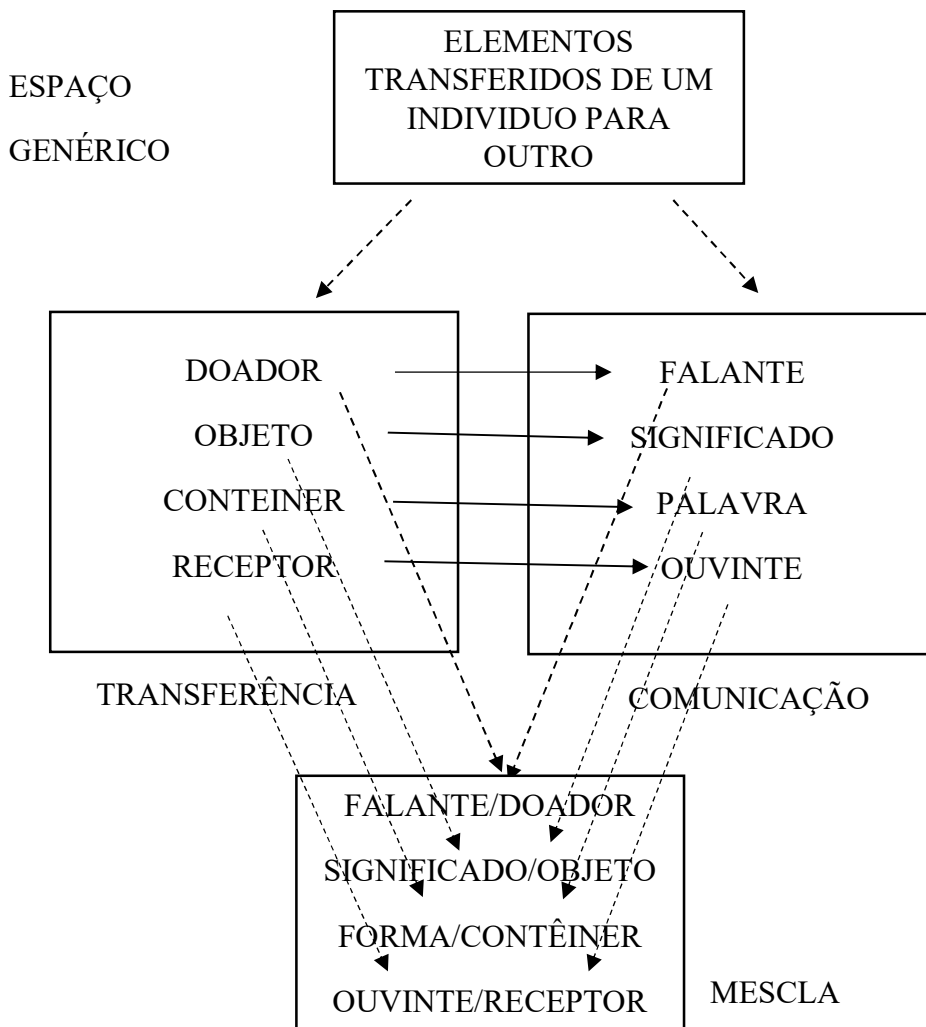 ESPAÇO
GENÉRICO
ELEMENTOS
TRANSFERIDOS DE UM
INDIVIDUO PARA
OUTRO
DOADOR
OBJETO
CONTEINER
RECEPTOR
TRANSFERÊNCIA
FALANTE
SIGNIFICADO
PALAVRA
OUVINTE
COMUNICAÇÃO
FALANTE/DOADOR
SIGNIFICADO/OBJETO
FORMA/CONTÊINER
OUVINTE/RECEPTOR
MESCLA